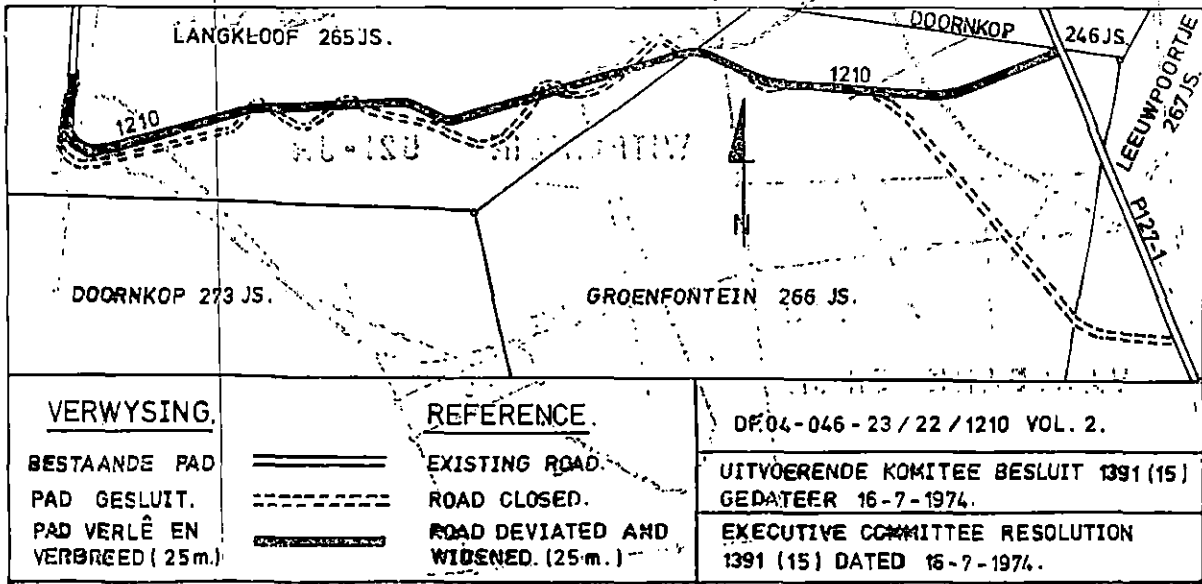 LANGKLOOF 265 JS.
DOORNKOP 246 JS.
LEEUWPOORTJE
267 JS.
1210
1210
P127-1
N
DOORNKOP 273 JS.
GROENFONTEIN 266 JS.
VERWYSING.
REFERENCE.
BESTAANDE PAD
EXISTING ROAD.
PAD GESLUIT.
ROAD CLOSED.
PAD VERLÊ EN
VERBREED (25m.)
ROAD DEVIATED AND
WIDENED. (25 m.)
DP.04-046-23/22/1210 VOL. 2.
UITVOERENDE KOMITEE BESLUIT 1391 (15)
GEDATEER 16-7-1974.
EXECUTIVE COMMITTEE RESOLUTION
1391 (15) DATED 16-7-1974.